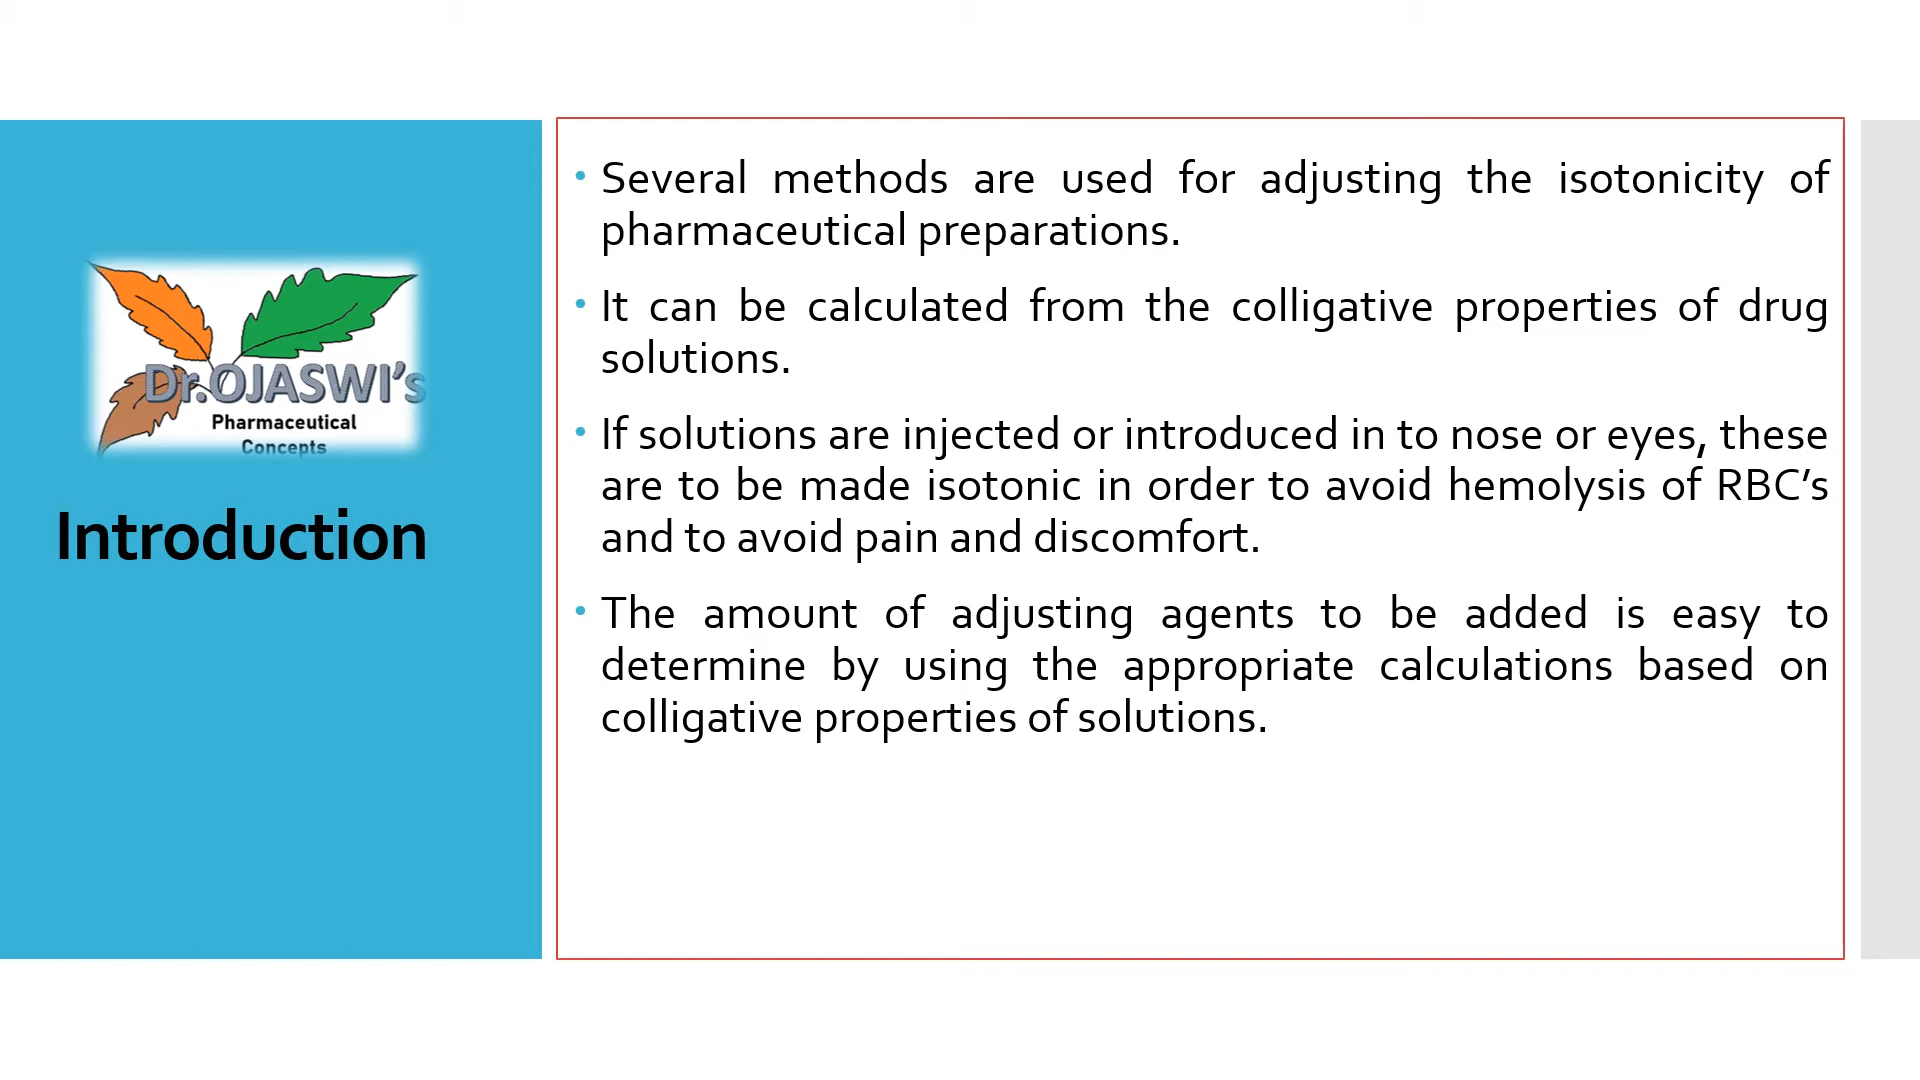 Dr.OJASWI’s
Pharmaceutical
Concepts
Introduction
• Several methods are used for adjusting the isotonicity of
pharmaceutical preparations.
• It can be calculated from the colligative properties of drug
solutions.
• If solutions are injected or introduced in to nose or eyes, these
are to be made isotonic in order to avoid hemolysis of RBC’s
and to avoid pain and discomfort.
• The amount of adjusting agents to be added is easy to
determine by using the appropriate calculations based on
colligative properties of solutions.